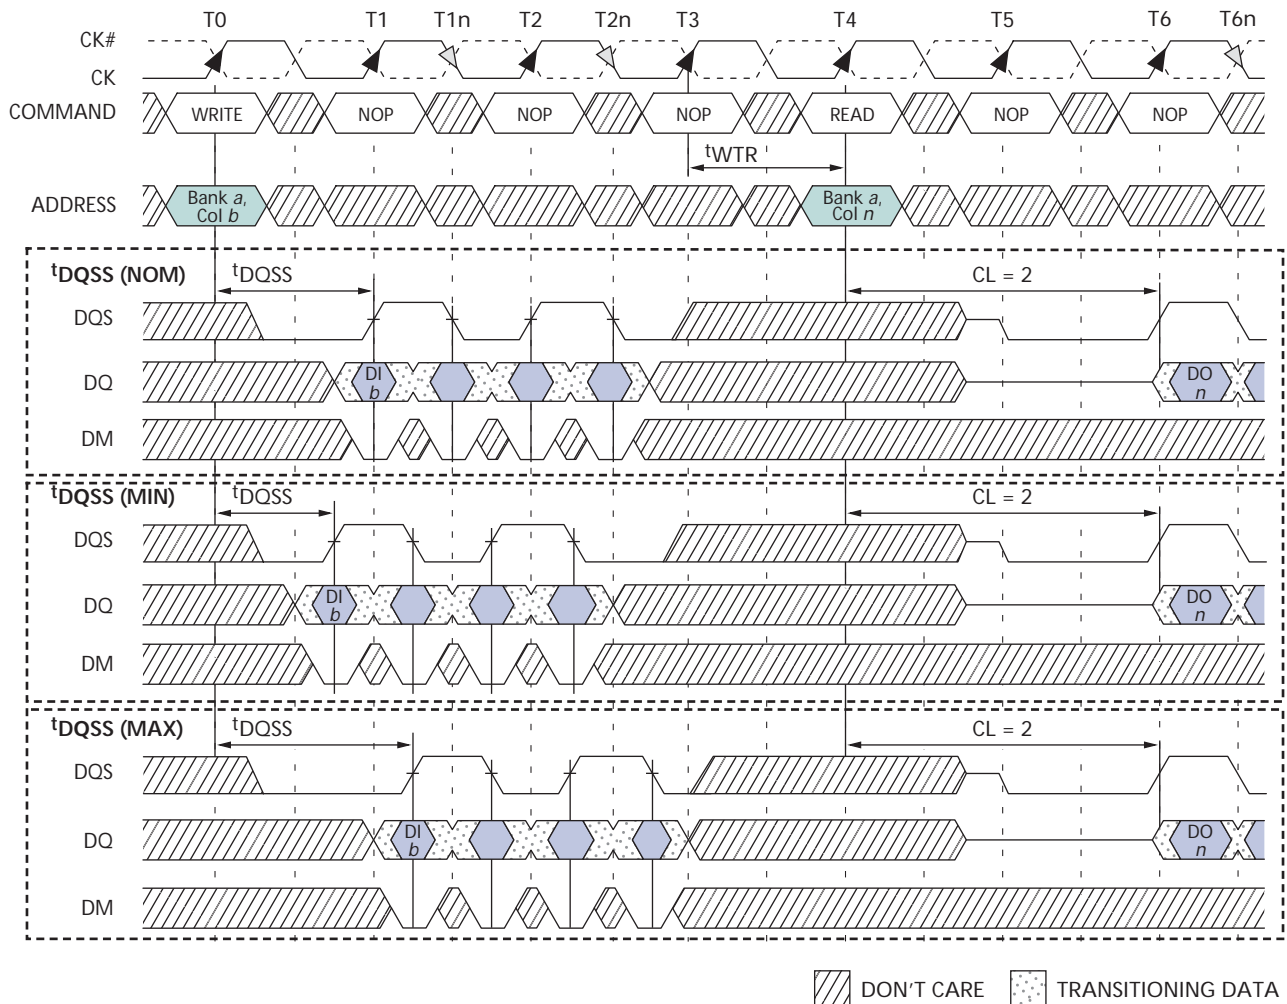 T0 T1 T1n T2 T2n T3 T4 T5 T6 T6n
CK#
CK
COMMAND WRITE NOP NOP NOP READ NOP NOP
tWTR
ADDRESS Bank a, Col b Bank a, Col n
tDQSS (NOM) tDQSS CL = 2
DQS
DQ DI b DO n
DM
tDQSS (MIN) tDQSS CL = 2
DQS
DQ DI b DO n
DM
tDQSS (MAX) tDQSS CL = 2
DQS
DQ DI b DO n
DM
DON'T CARE TRANSITIONING DATA